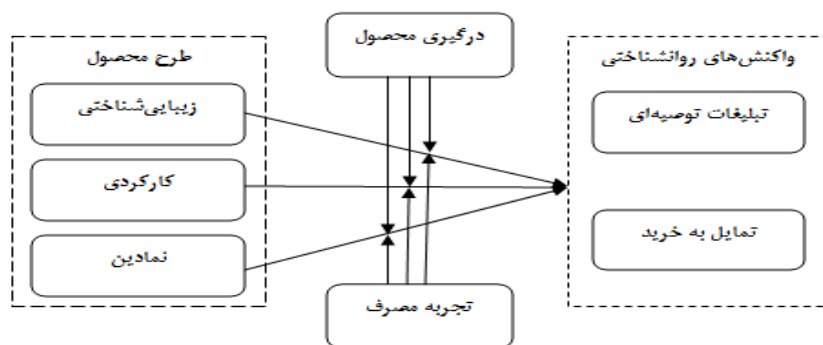 درگیری محصول
طرح محصول
واکنش‌های روانشناختی
زیبایی‌شناختی
تبلیغات توصیه‌ای
کارکردی
تمایل به خرید
نمادین
تجربه مصرف